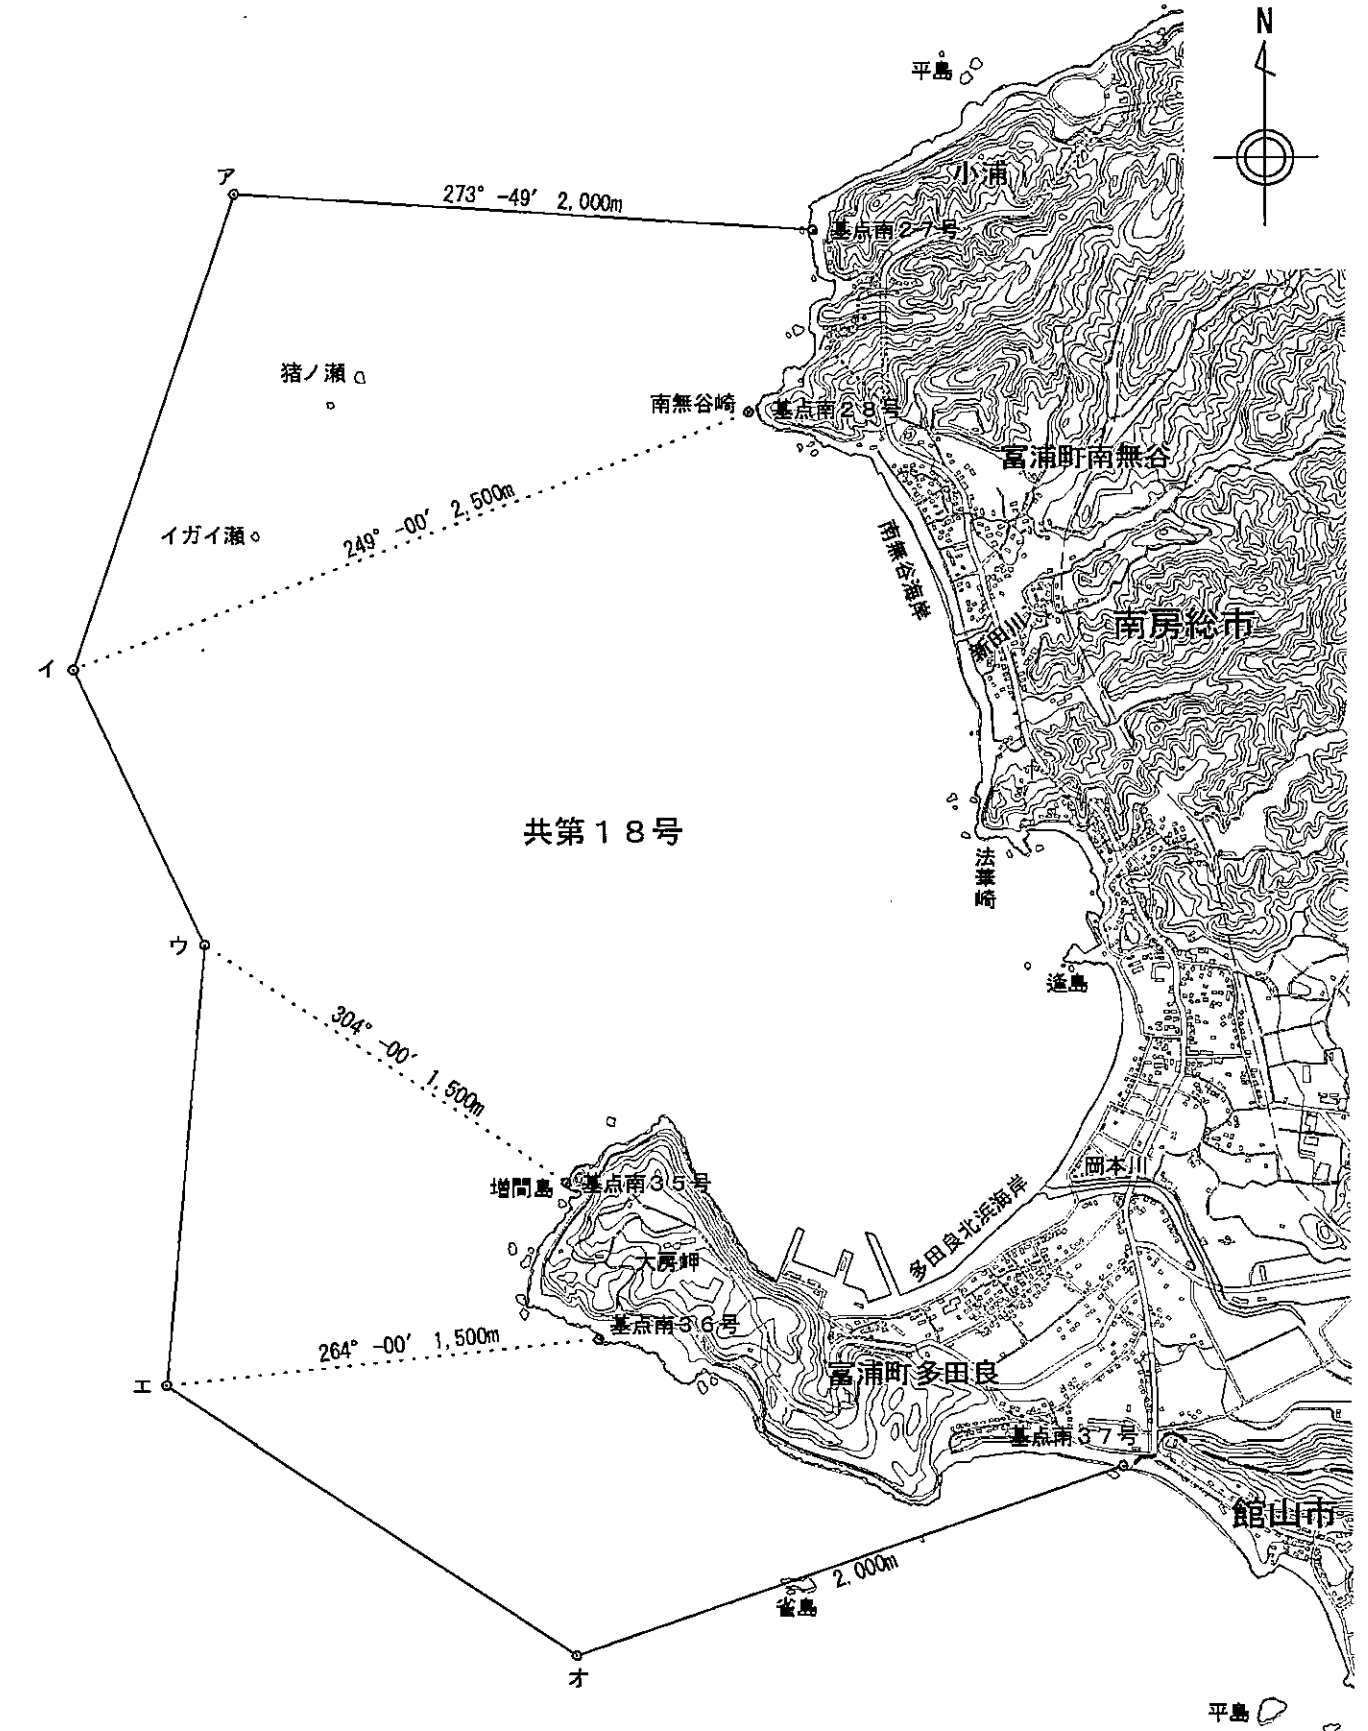 N
平島
小浦
ア
273° -49′ 2,000m
基点南27号
猪ノ瀬
南無谷崎
基点南28号
富浦町南無谷
249° -00′ 2,500m
イガイ瀬
南無谷海岸
新田川
南房総市
イ
共第18号
法華崎
ウ
逢島
304° -00′ 1,500m
岡本川
増間島
基点南35号
多田良北浜海岸
大房岬
基点南36号
264° -00′ 1,500m
エ
富浦町多田良
基点南37号
館山市
2,000m
雀島
オ
平島